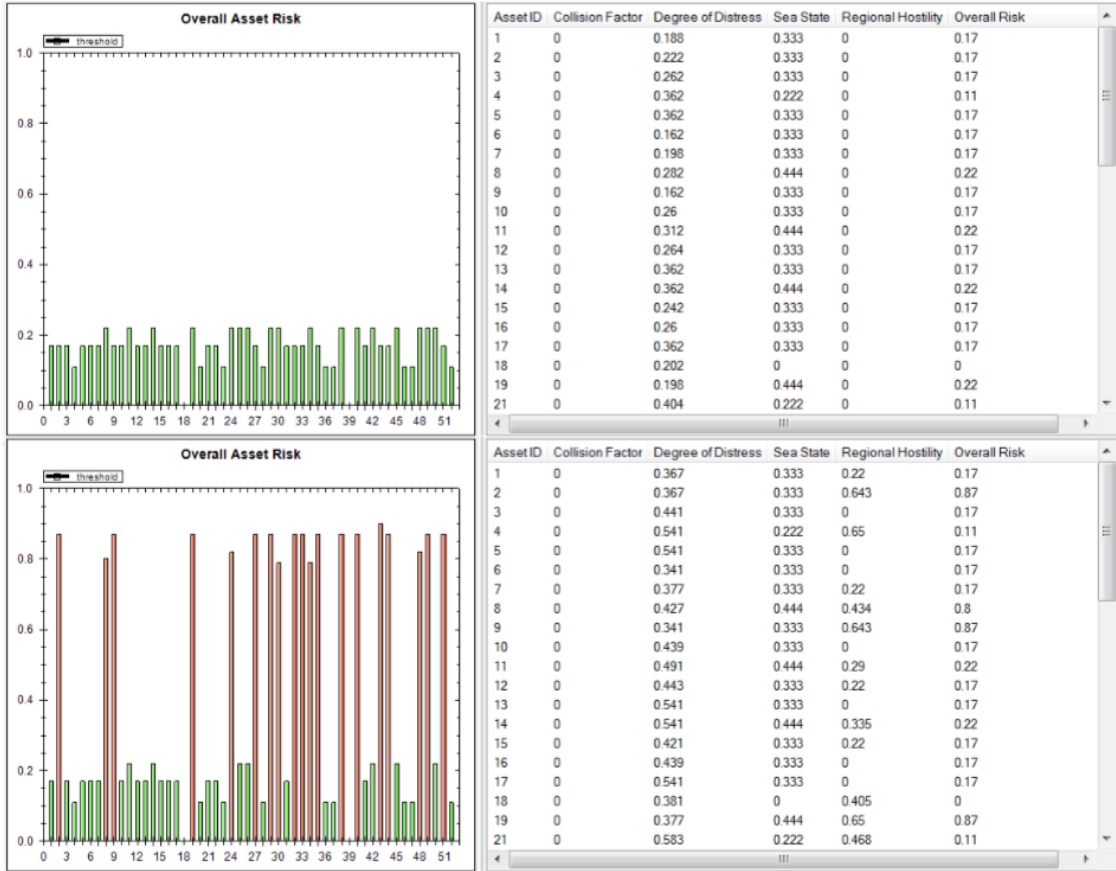 Overall Asset Risk
threshold
1.0
0.8
0.6
0.4
0.2
0.0
0 3 6 9 12 15 18 21 24 27 30 33 36 39 42 45 48 51
Asset ID Collision Factor Degree of Distress Sea State Regional Hostility Overall Risk
1 0 0.188 0.333 0 0.17
2 0 0.222 0.333 0 0.17
3 0 0.262 0.333 0 0.17
4 0 0.362 0.222 0 0.11
5 0 0.362 0.333 0 0.17
6 0 0.162 0.333 0 0.17
7 0 0.198 0.333 0 0.17
8 0 0.282 0.444 0 0.22
9 0 0.162 0.333 0 0.17
10 0 0.26 0.333 0 0.17
11 0 0.312 0.444 0 0.22
12 0 0.264 0.333 0 0.17
13 0 0.362 0.333 0 0.17
14 0 0.362 0.444 0 0.22
15 0 0.242 0.333 0 0.17
16 0 0.26 0.333 0 0.17
17 0 0.362 0.333 0 0.17
18 0 0.202 0 0 0
19 0 0.198 0.444 0 0.22
21 0 0.404 0.222 0 0.11
Overall Asset Risk
threshold
1.0
0.8
0.6
0.4
0.2
0.0
0 3 6 9 12 15 18 21 24 27 30 33 36 39 42 45 48 51
Asset ID Collision Factor Degree of Distress Sea State Regional Hostility Overall Risk
1 0 0.367 0.333 0.22 0.17
2 0 0.367 0.333 0.643 0.87
3 0 0.441 0.333 0 0.17
4 0 0.541 0.222 0.65 0.11
5 0 0.541 0.333 0 0.17
6 0 0.341 0.333 0 0.17
7 0 0.377 0.333 0.22 0.17
8 0 0.427 0.444 0.434 0.8
9 0 0.341 0.333 0.643 0.87
10 0 0.439 0.333 0 0.17
11 0 0.491 0.444 0.29 0.22
12 0 0.443 0.333 0.22 0.17
13 0 0.541 0.333 0 0.17
14 0 0.541 0.444 0.335 0.22
15 0 0.421 0.333 0.22 0.17
16 0 0.439 0.333 0 0.17
17 0 0.541 0.333 0 0.17
18 0 0.381 0 0.405 0
19 0 0.377 0.444 0.65 0.87
21 0 0.583 0.222 0.468 0.11